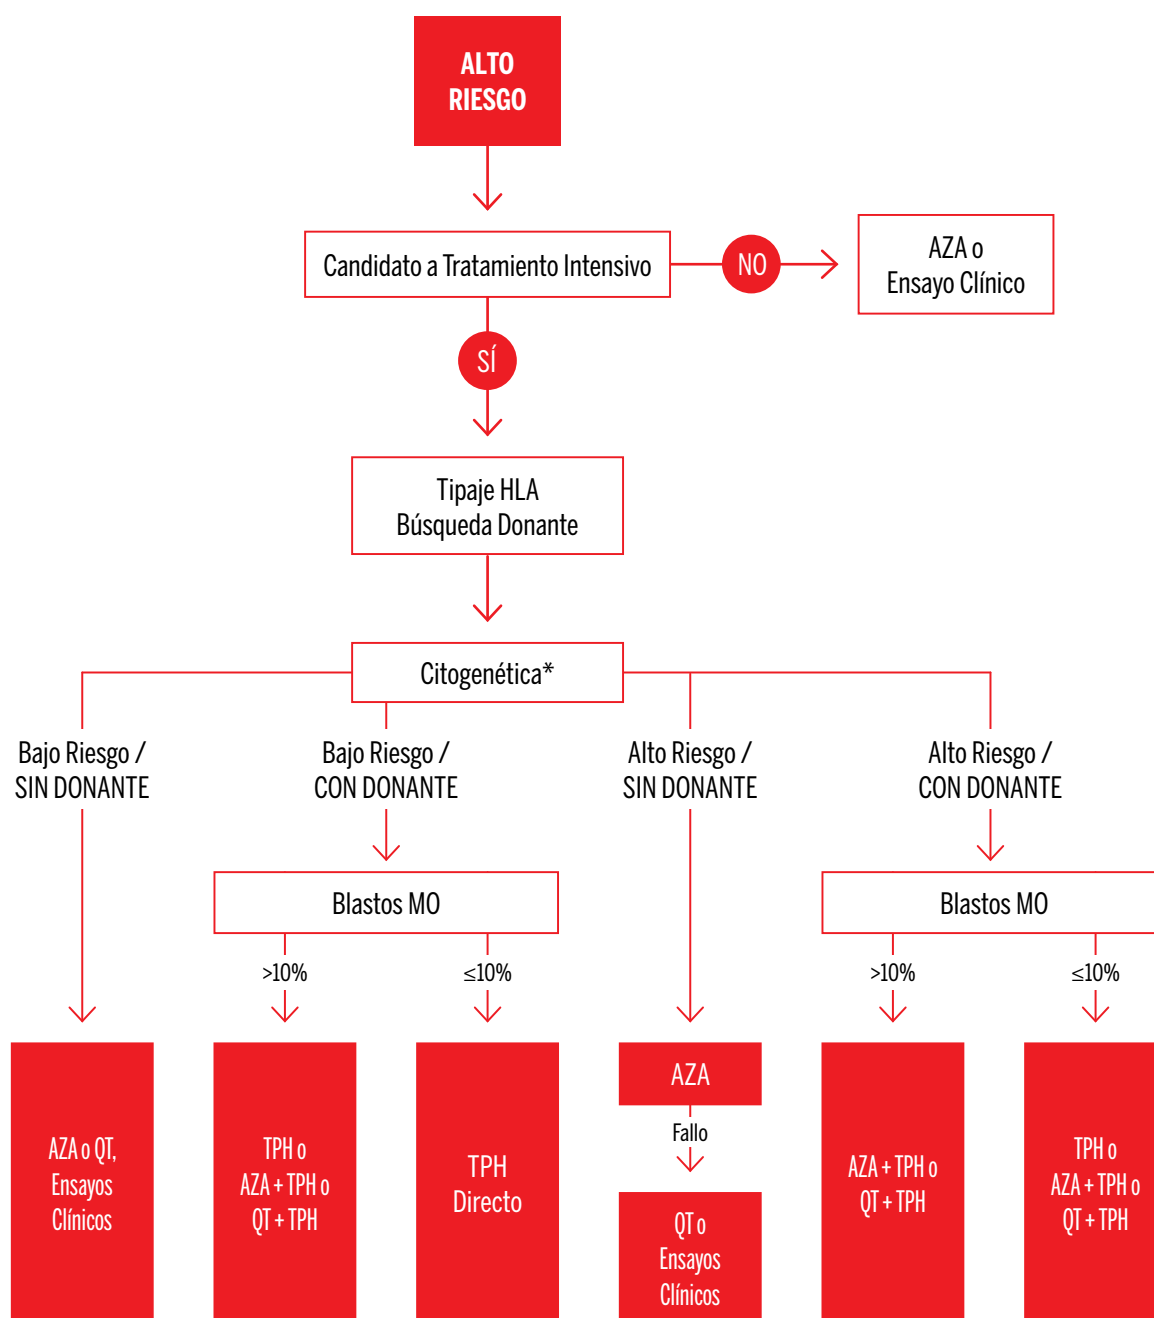 ALTO
RIESGO
Candidato a Tratamiento Intensivo
NO
AZA o
Ensayo Clínico
SÍ
Tipaje HLA
Búsqueda Donante
Citogenética*
Bajo Riesgo /
SIN DONANTE
Bajo Riesgo /
CON DONANTE
Alto Riesgo /
SIN DONANTE
Alto Riesgo /
CON DONANTE
Blastos MO
Blastos MO
>10%
≤10%
>10%
≤10%
AZA o QT,
Ensayos
Clínicos
TPH o
AZA + TPH o
QT + TPH
TPH
Directo
AZA
Fallo
QT o
Ensayos
Clínicos
AZA + TPH o
QT + TPH
TPH o
AZA + TPH o
QT + TPH